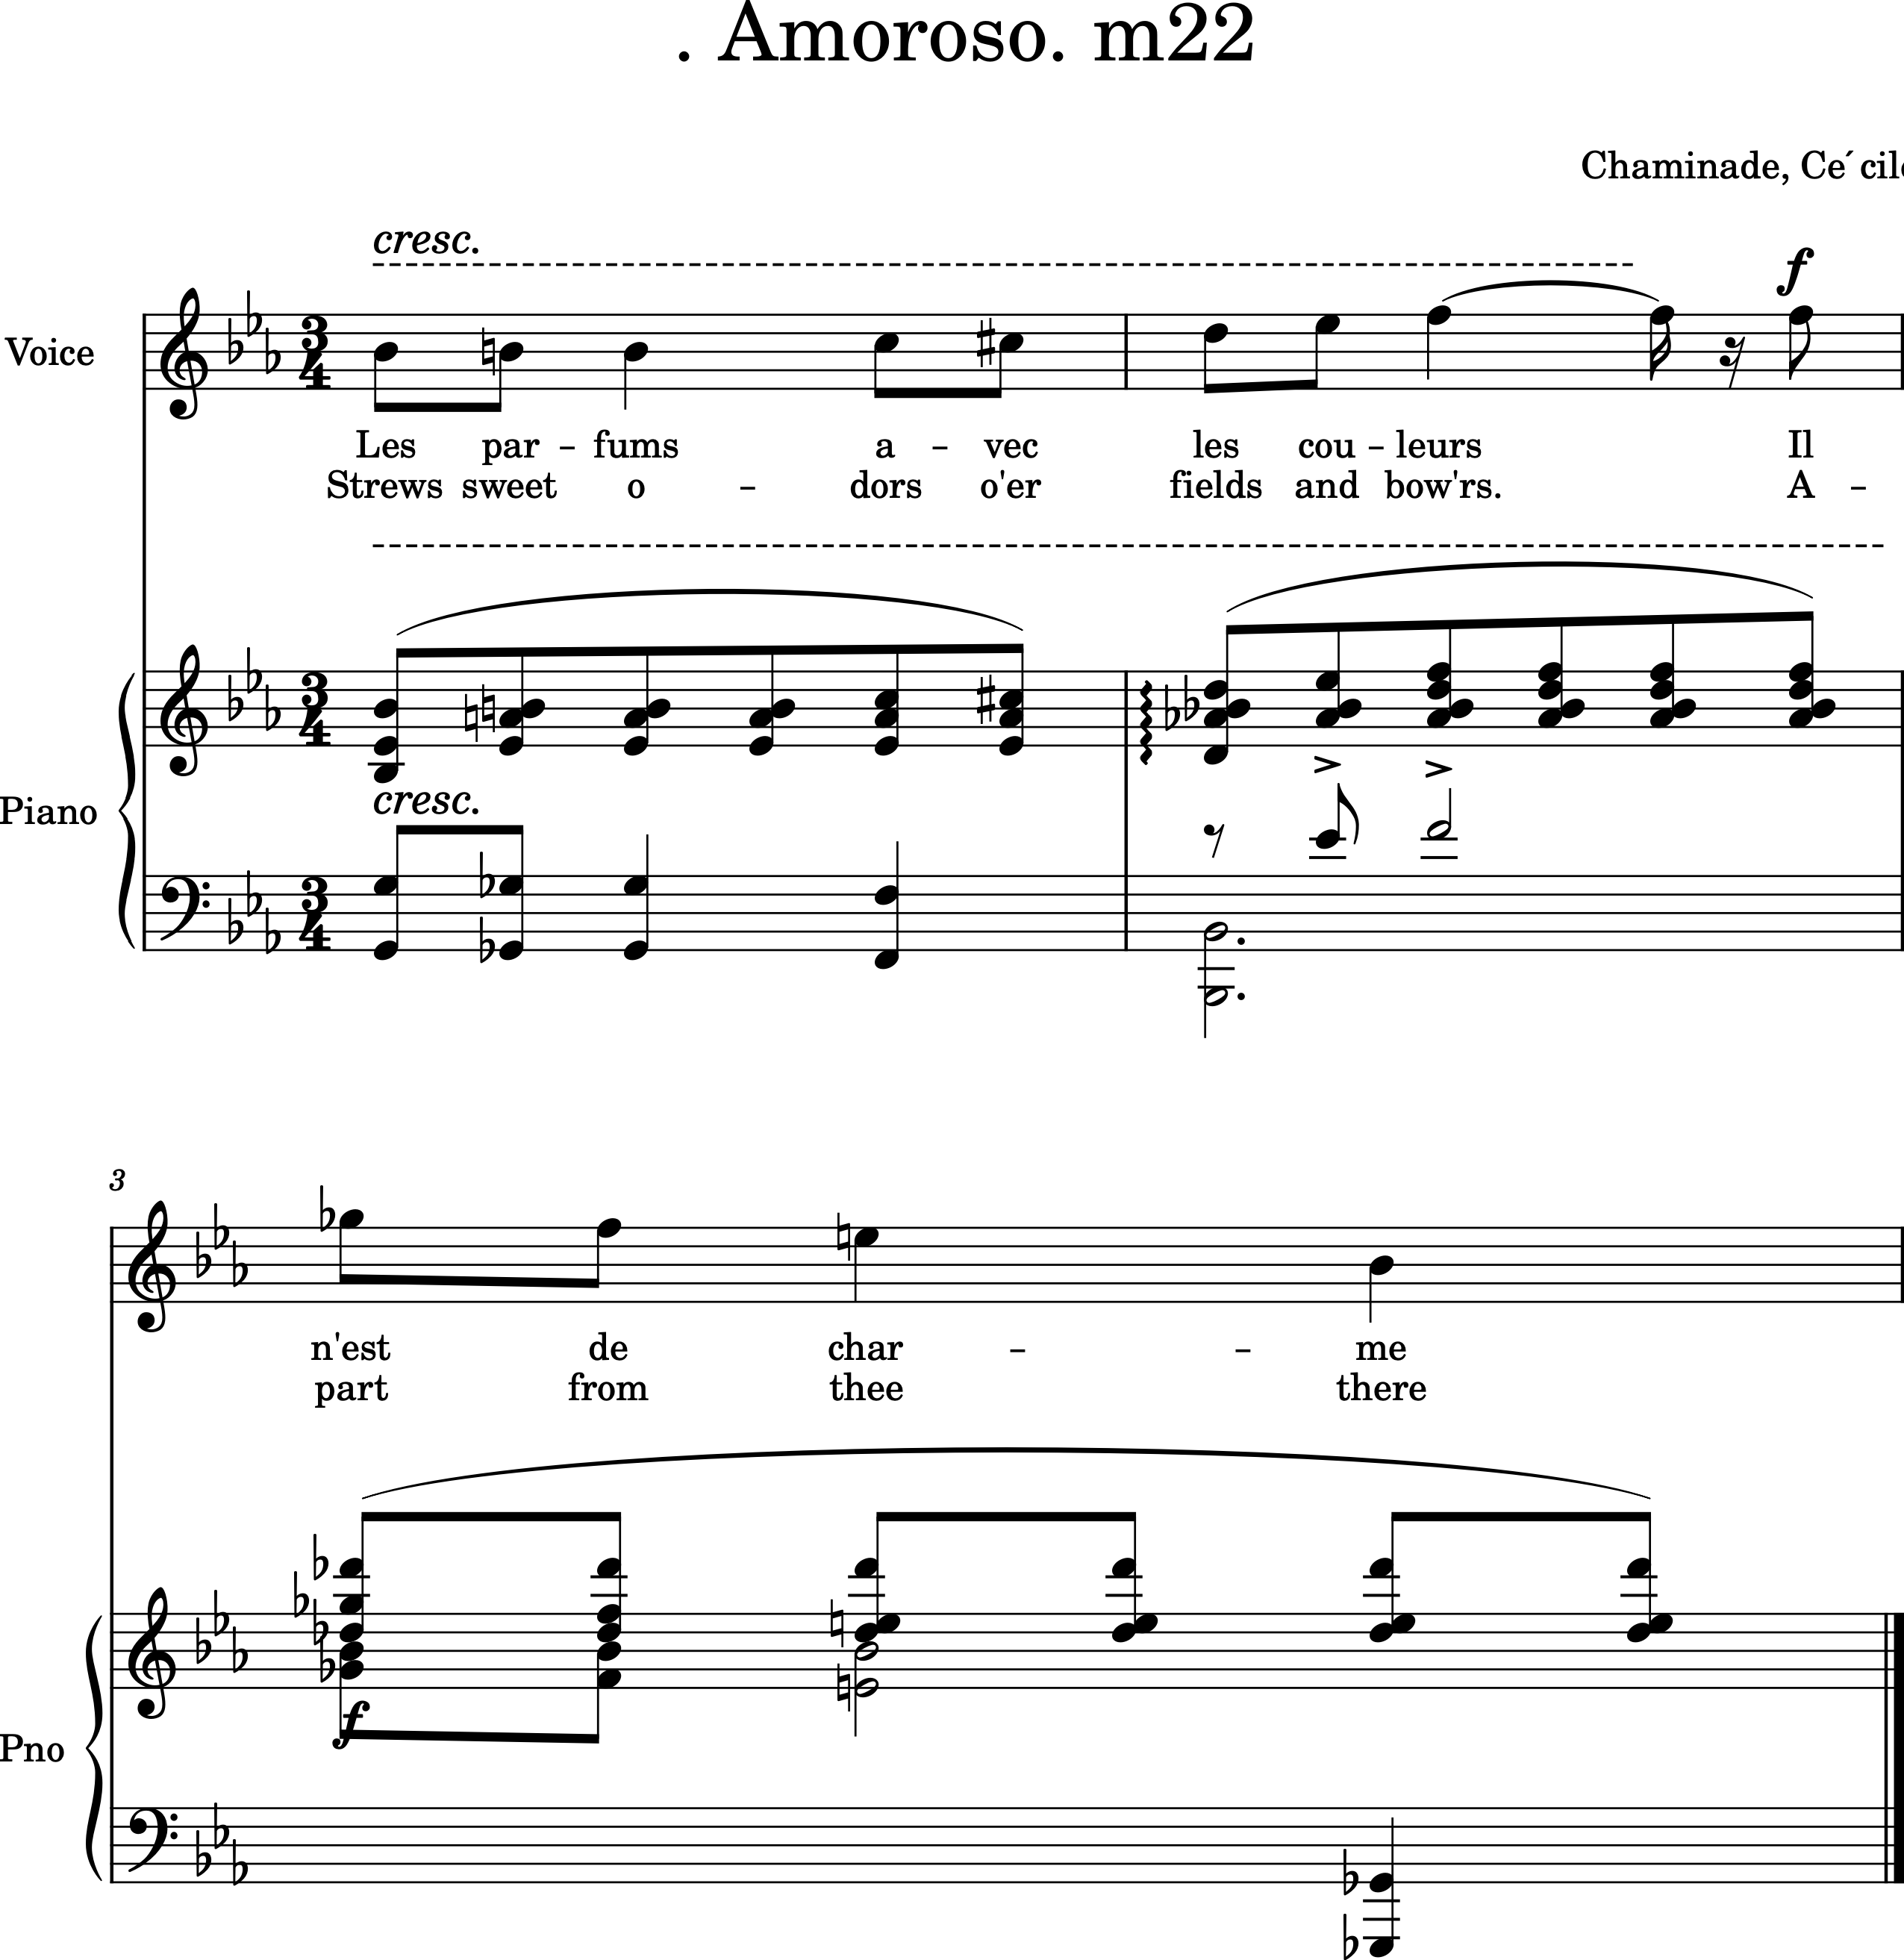 . Amoroso. m22
Chaminade, Ce´cile
cresc.
f
Voice
Les par – fums a – vec les cou – leurs Il
Strews sweet o – dors o'er fields and bow'rs. A –
Piano
cresc.
3
n'est de char – – me
part from thee there
f
Pno